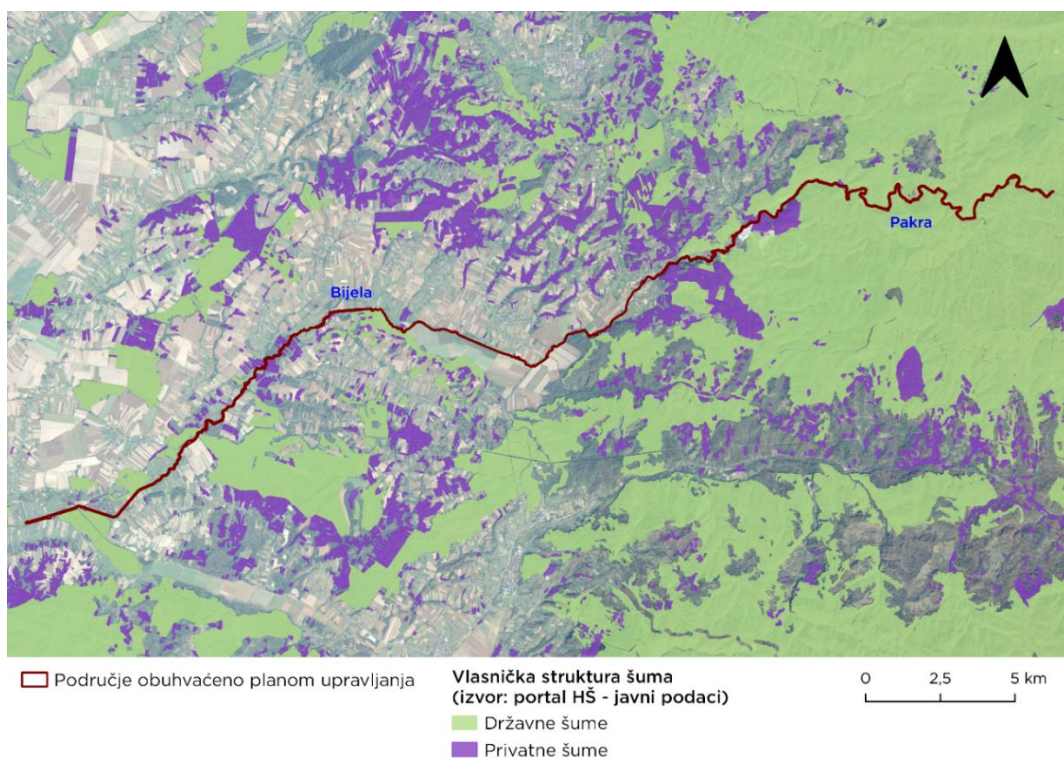 Pakra
Bijela
Područje obuhvaćeno planom upravljanja
Vlasnička struktura šuma
(izvor: portal HŠ - javni podaci)
Državne šume
Privatne šume
0 2,5 5 km